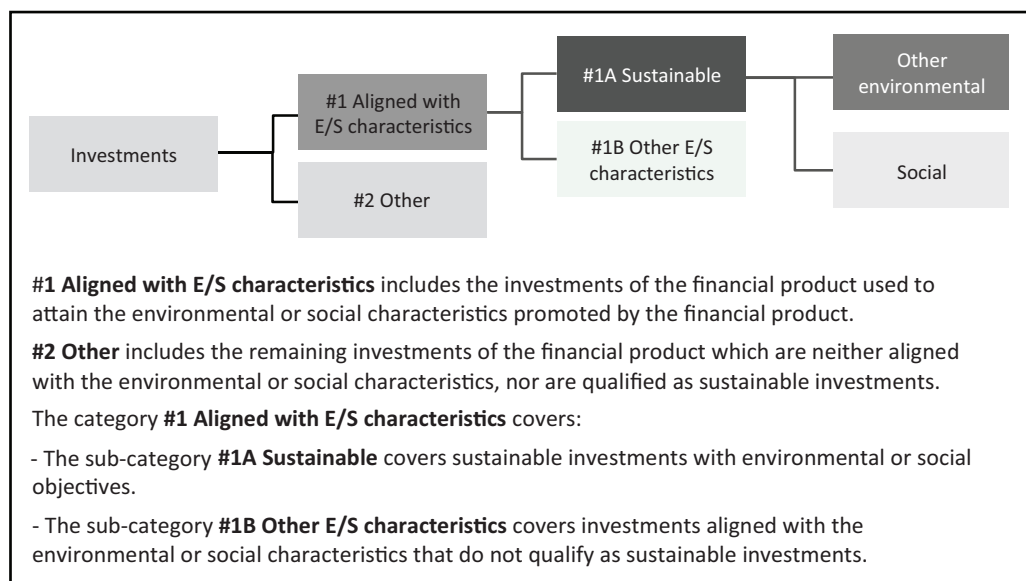 Investments
#1 Aligned with
E/S characteristics
#2 Other
#1A Sustainable
#1B Other E/S
characteristics
Other
environmental
Social
#1 Aligned with E/S characteristics includes the investments of the financial product used to
attain the environmental or social characteristics promoted by the financial product.
#2 Other includes the remaining investments of the financial product which are neither aligned
with the environmental or social characteristics, nor are qualified as sustainable investments.
The category #1 Aligned with E/S characteristics covers:
- The sub-category #1A Sustainable covers sustainable investments with environmental or social
objectives.
- The sub-category #1B Other E/S characteristics covers investments aligned with the
environmental or social characteristics that do not qualify as sustainable investments.